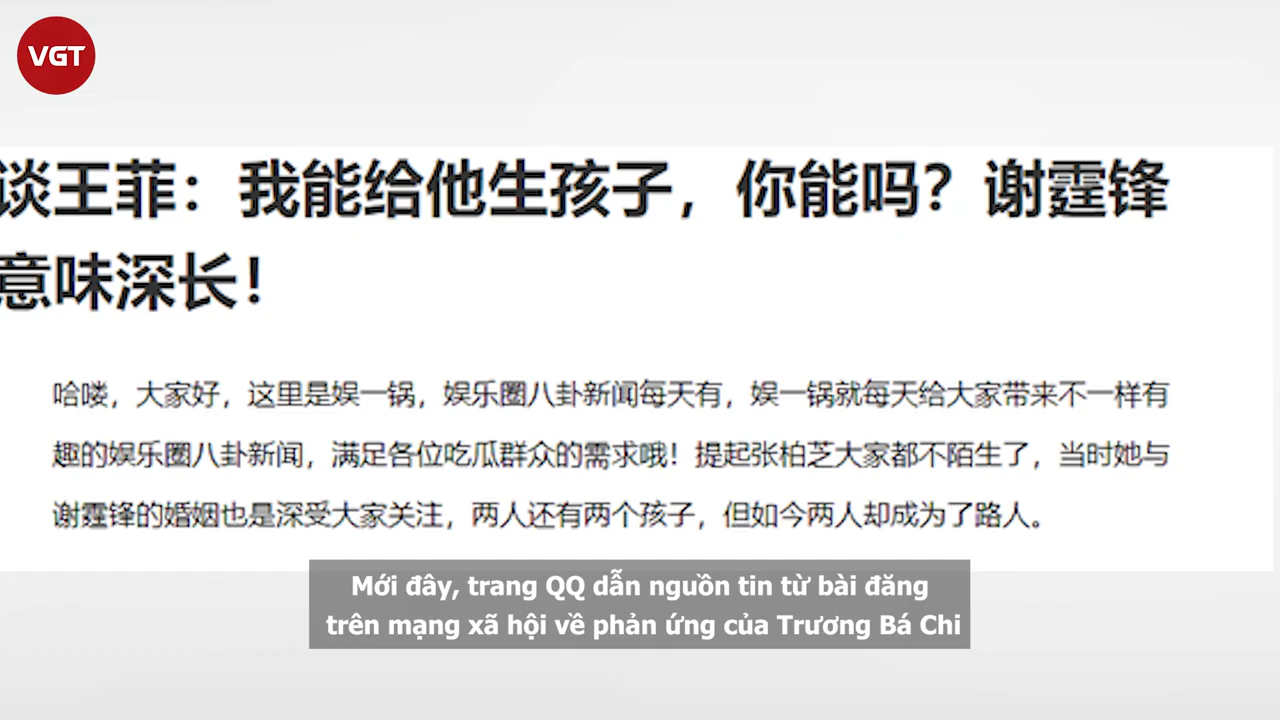 VGT
谈王菲：我能给他生孩子，你能吗？谢霆锋
意味深长！
哈喽，大家好，这里是娱一锅，娱乐圈八卦新闻每天有，娱一锅就每天给大家带来不一样有
趣的娱乐圈八卦新闻，满足各位吃瓜群众的需求哦！提起张柏芝大家都不陌生了，当时她与
谢霆锋的婚姻也是深受大家关注，两人还有两个孩子，但如今两人却成为了路人。
Mới đây, trang QQ dẫn nguồn tin từ bài đăng
trên mạng xã hội về phản ứng của Trương Bá Chi